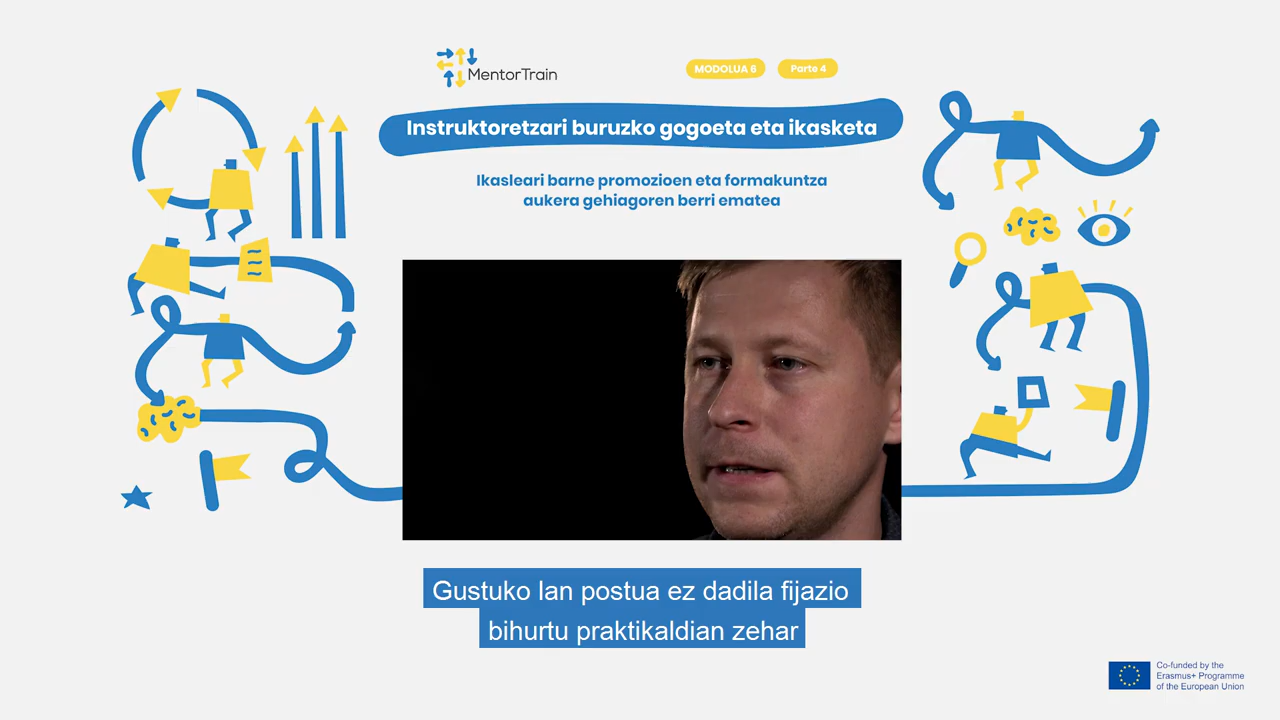 MentorTrain
MODOLUA 6
Parte 4
Instruktoretzari buruzko gogoeta eta ikasketa
Ikasleari barne promozioen eta formakuntza
aukera gehiagoren berri ematea
Gustuko lan postua ez dadila fijazio
bihurtu praktikaldian zehar
Co-funded by the
Erasmus+ Programme
of the European Union